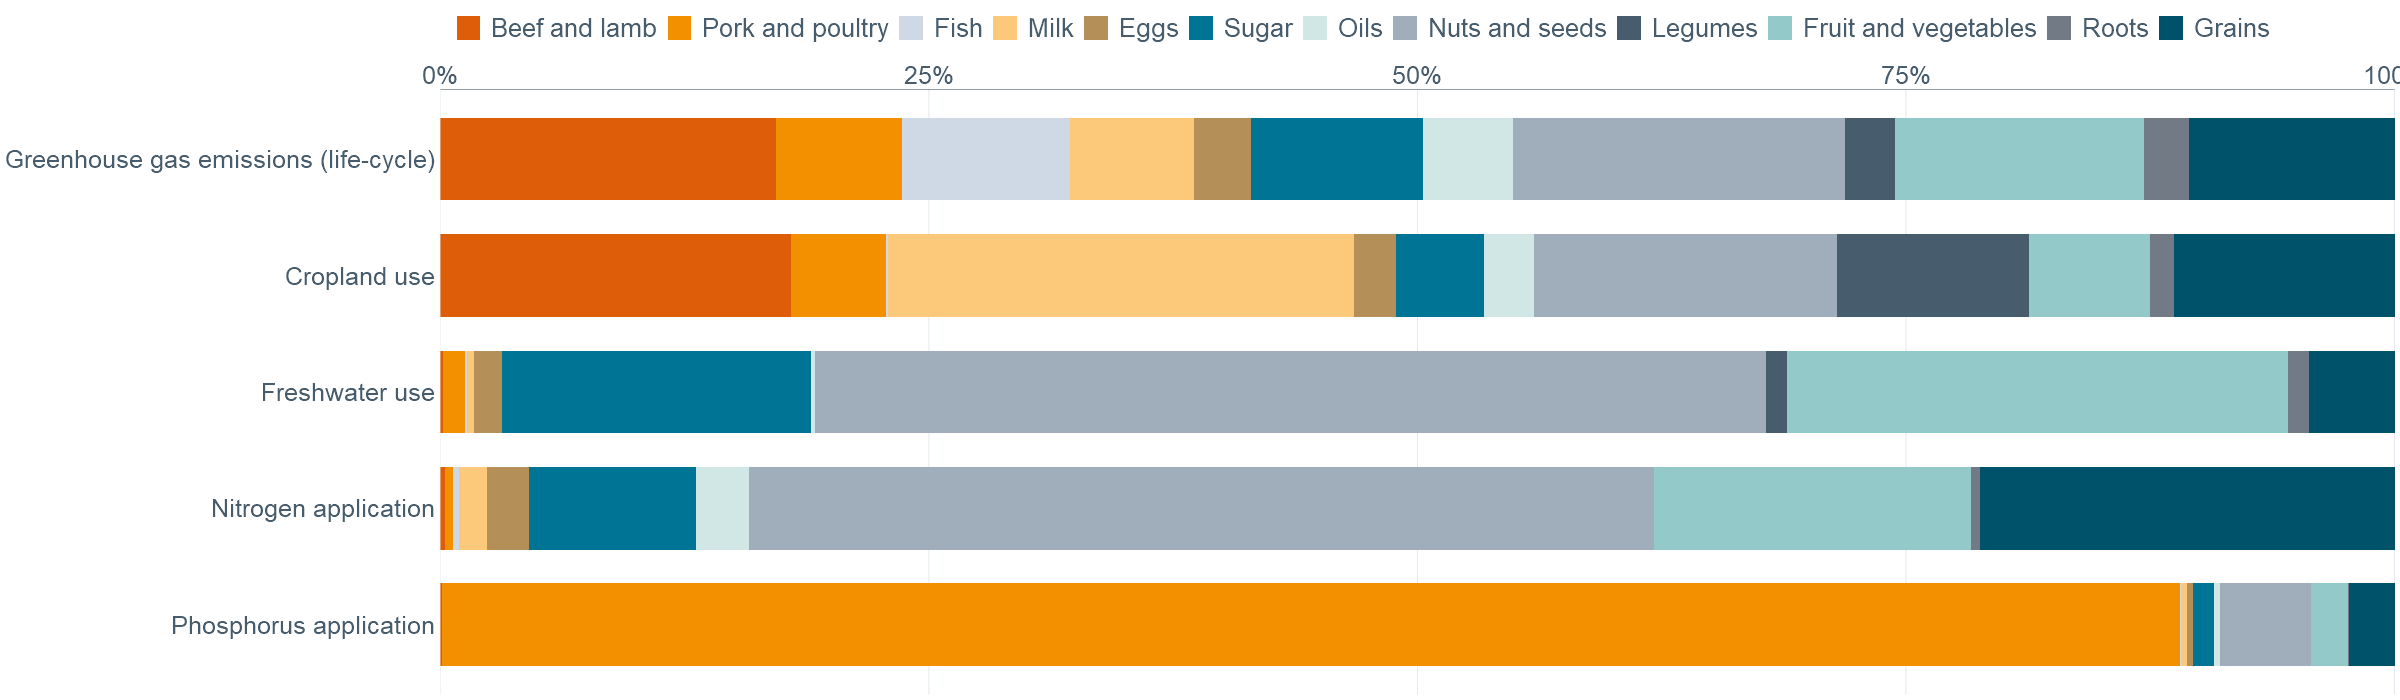 Beef and lamb Pork and poultry Fish Milk Eggs Sugar Oils Nuts and seeds Legumes Fruit and vegetables Roots Grains
0% 25% 50% 75% 100
Greenhouse gas emissions (life-cycle)
Cropland use
Freshwater use
Nitrogen application
Phosphorus application